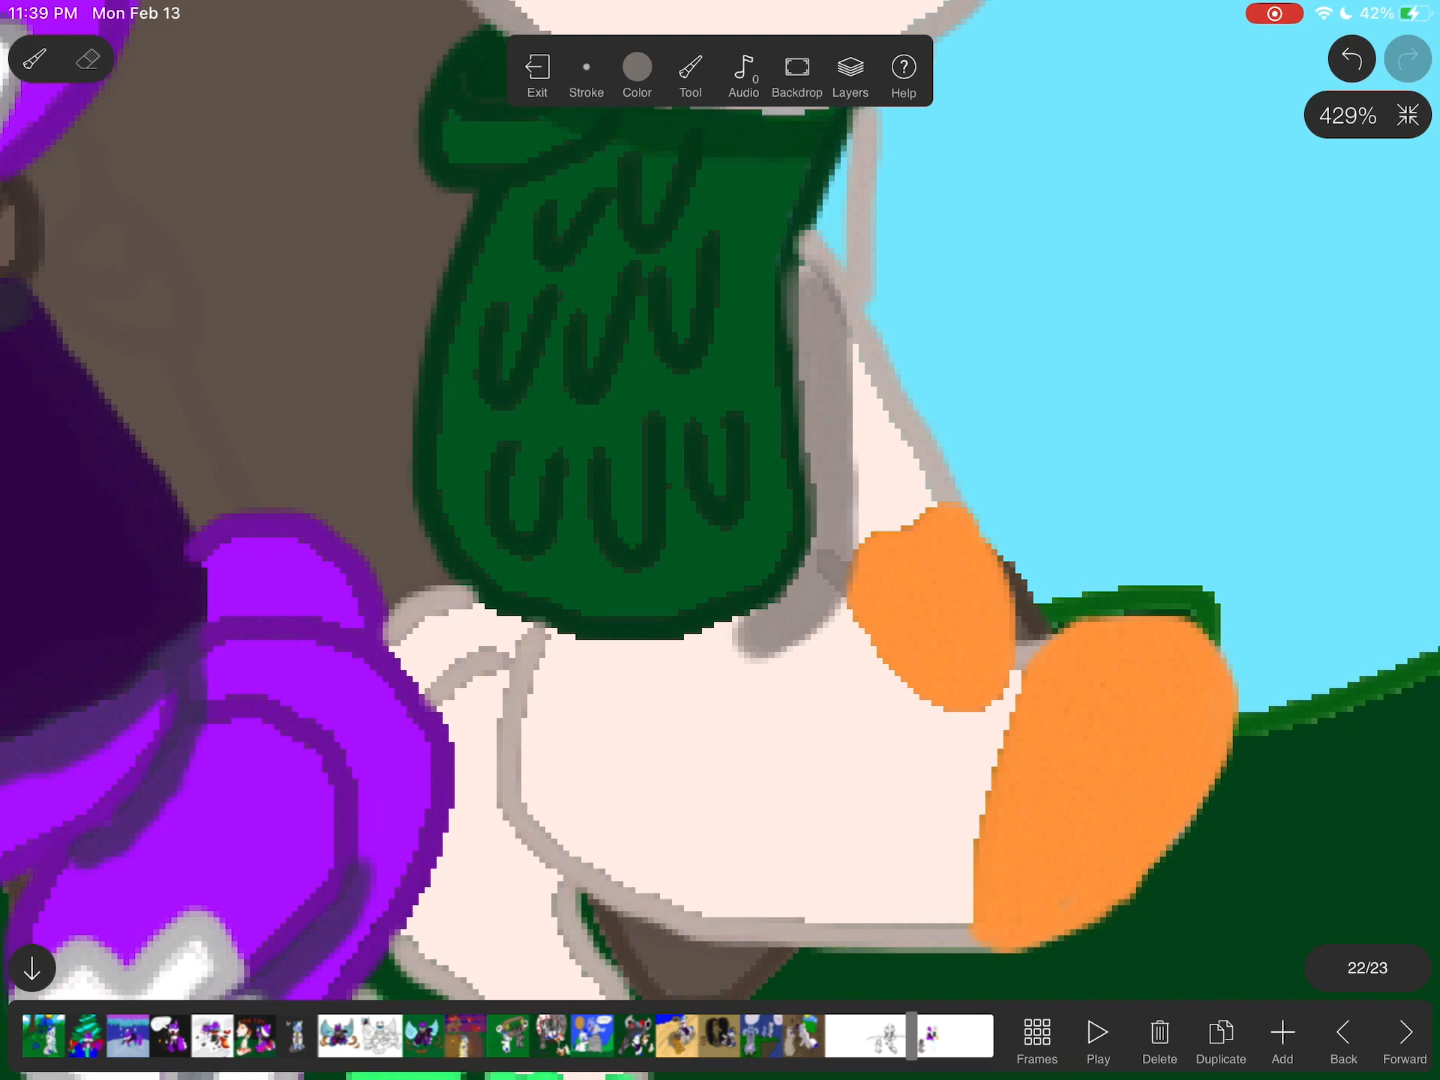 11:39 PM Mon Feb 13
42%
Exit Stroke Color Tool Audio 0 Backdrop Layers Help
429%
22/23
Frames Play Delete Duplicate Add Back Forward